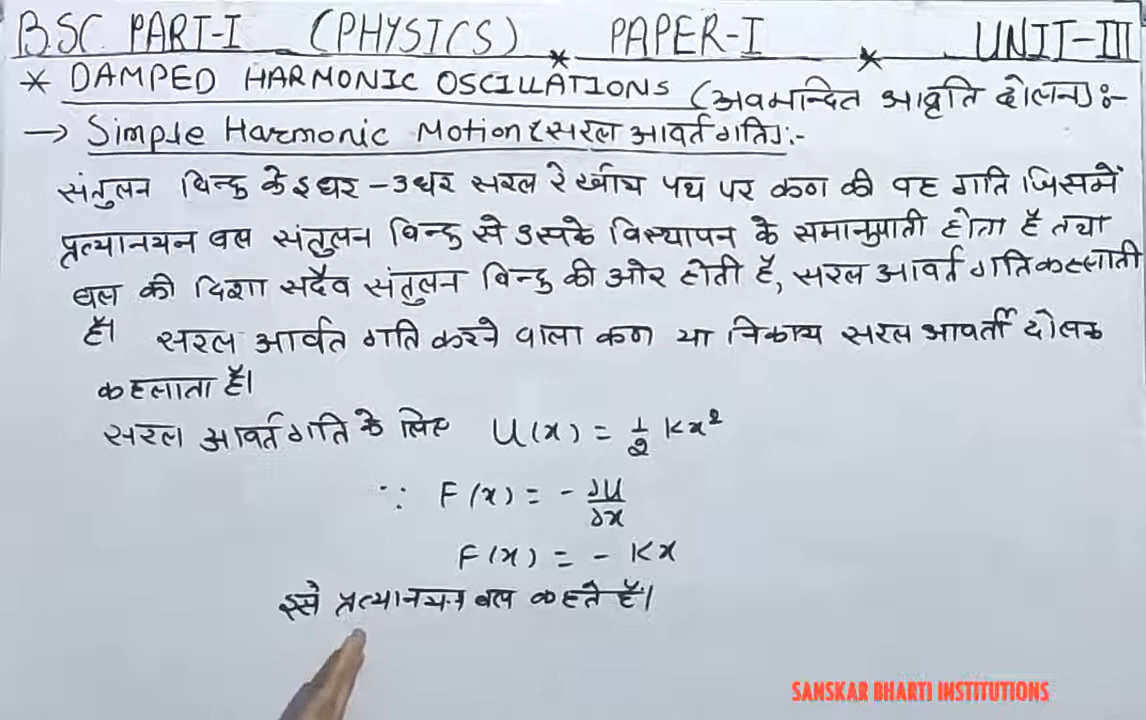 BSC PART-I (PHYSICS) * PAPER-I * UNIT-III
* DAMPED HARMONIC OSCILLATIONS (अवमन्दित आवृति दोलन):-
→ Simple Harmonic Motion (सरल आवर्त गति):-
संतुलन बिन्दु के इधर-उधर सरल रेखीय पथ पर कण की वह गति जिसमें
प्रत्यानयन बल संतुलन बिन्दु से उसके विस्थापन के समानुपाती होता है तथा
बल की दिशा सदैव संतुलन बिन्दु की ओर होती है, सरल आवर्त गति कहलाती
है। सरल आर्वत गति करने वाला कण या निकाय सरल आवर्ती दोलक
कहलाता है।
सरल आवर्त गति के लिए U(x) = 1/2 Kx²
∵ F(x) = - ∂U/∂x
F(x) = - Kx
इसे प्रत्यानयन बल कहते हैं।
SANSKAR BHARTI INSTITUTIONS